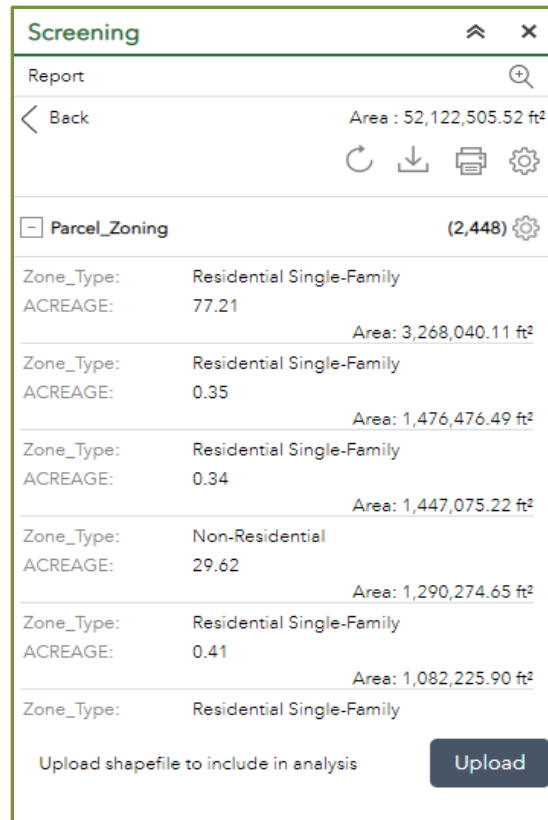 Screening
Report
Back
Area : 52,122,505.52 ft²
Parcel_Zoning (2,448)
Zone_Type: Residential Single-Family
ACREAGE: 77.21
Area: 3,268,040.11 ft²
Zone_Type: Residential Single-Family
ACREAGE: 0.35
Area: 1,476,476.49 ft²
Zone_Type: Residential Single-Family
ACREAGE: 0.34
Area: 1,447,075.22 ft²
Zone_Type: Non-Residential
ACREAGE: 29.62
Area: 1,290,274.65 ft²
Zone_Type: Residential Single-Family
ACREAGE: 0.41
Area: 1,082,225.90 ft²
Zone_Type: Residential Single-Family
Upload shapefile to include in analysis Upload